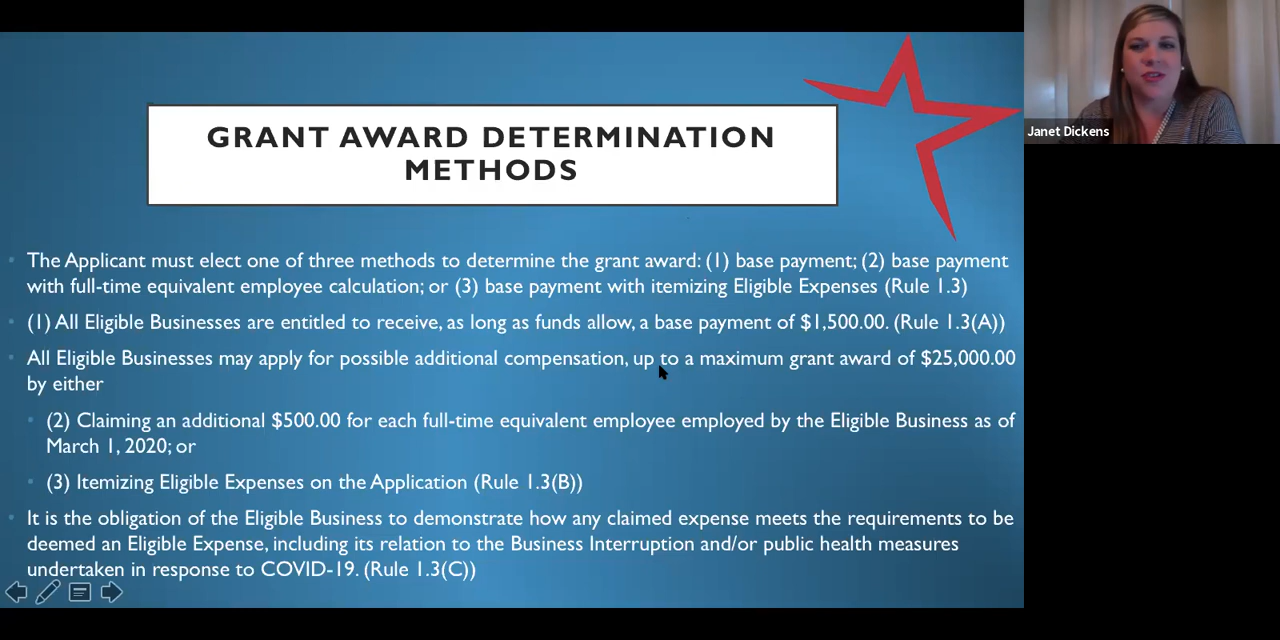 GRANT AWARD DETERMINATION
METHODS
Janet Dickens
The Applicant must elect one of three methods to determine the grant award: (1) base payment; (2) base payment
with full-time equivalent employee calculation; or (3) base payment with itemizing Eligible Expenses (Rule 1.3)
(1) All Eligible Businesses are entitled to receive, as long as funds allow, a base payment of $1,500.00. (Rule 1.3(A))
All Eligible Businesses may apply for possible additional compensation, up to a maximum grant award of $25,000.00
by either
(2) Claiming an additional $500.00 for each full-time equivalent employee employed by the Eligible Business as of
March 1, 2020; or
(3) Itemizing Eligible Expenses on the Application (Rule 1.3(B))
It is the obligation of the Eligible Business to demonstrate how any claimed expense meets the requirements to be
deemed an Eligible Expense, including its relation to the Business Interruption and/or public health measures
undertaken in response to COVID-19. (Rule 1.3(C))